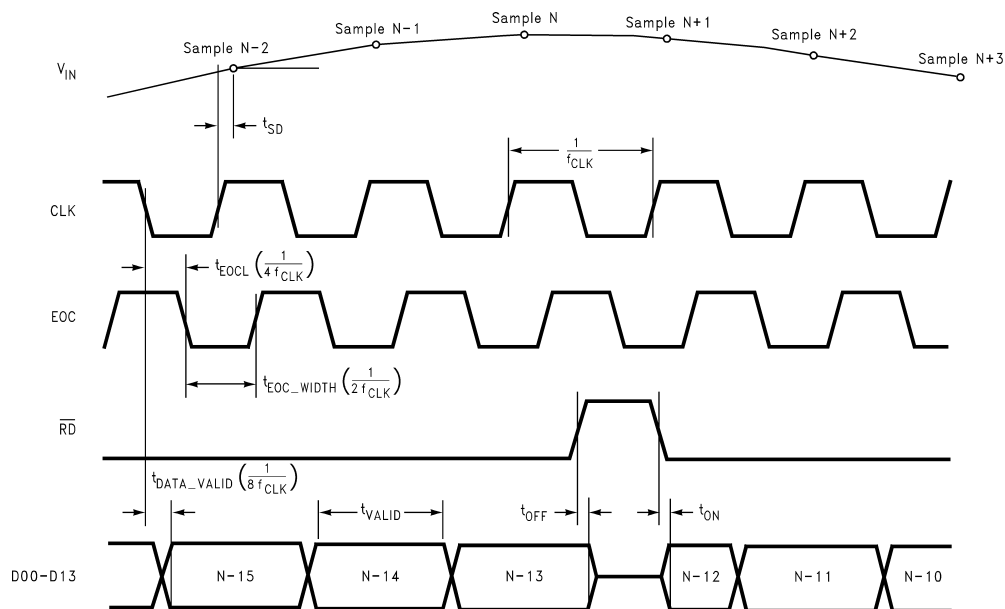 Sample N-2
Sample N-1
Sample N
Sample N+1
Sample N+2
Sample N+3
V_IN
t_SD
1/f_CLK
CLK
t_EOCL (1/4 f_CLK)
EOC
t_EOC_WIDTH (1/2 f_CLK)
R̅D̅
t_DATA_VALID (1/8 f_CLK)
t_VALID
t_OFF
t_ON
D00-D13
N-15
N-14
N-13
N-12
N-11
N-10